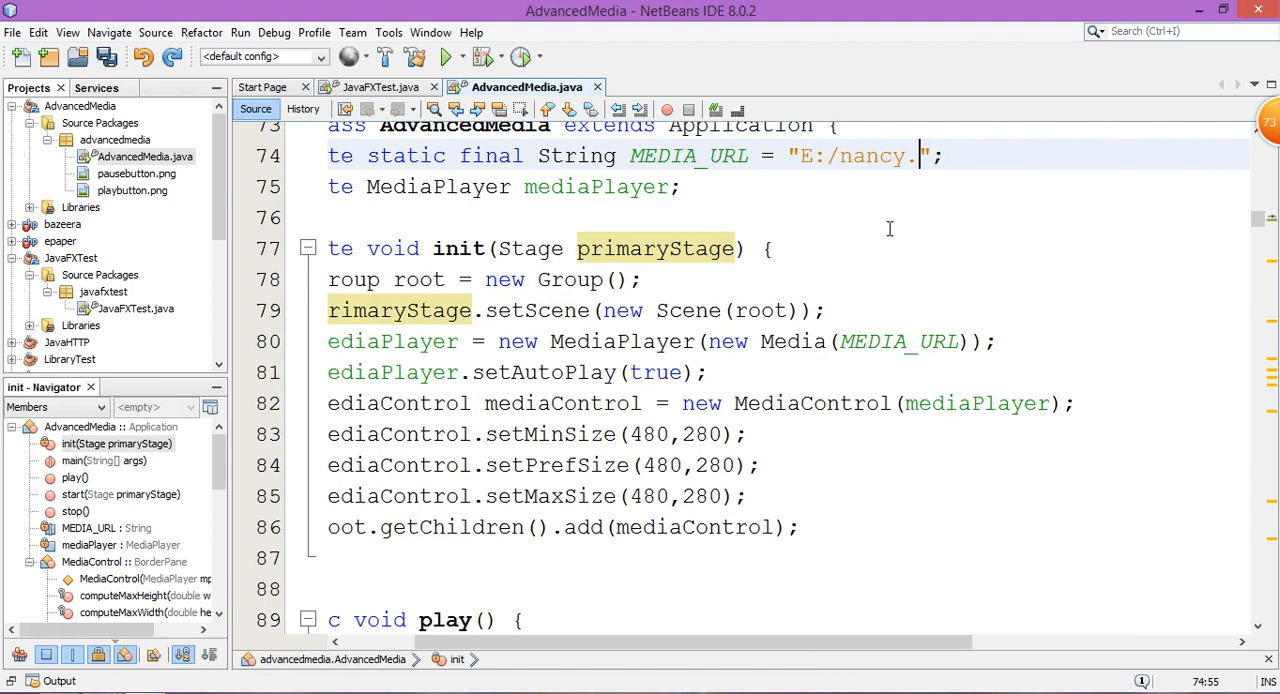 AdvancedMedia - NetBeans IDE 8.0.2
File Edit View Navigate Source Refactor Run Debug Profile Team Tools Window Help
Search (Ctrl+I)
<default config>
Projects Services
Start Page JavaFXTest.java AdvancedMedia.java
Source History
AdvancedMedia
Source Packages
advancedmedia
AdvancedMedia.java
pausebutton.png
playbutton.png
Libraries
bazeera
epaper
JavaFXTest
Source Packages
javafxtest
JavaFXTest.java
Libraries
JavaHTTP
LibraryTest
init - Navigator
Members <empty>
AdvancedMedia :: Application
init(Stage primaryStage)
main(String[] args)
play()
start(Stage primaryStage)
stop()
MEDIA_URL : String
mediaPlayer : MediaPlayer
MediaControl :: BorderPane
MediaControl(MediaPlayer mp
computeMaxHeight(double
computeMaxWidth(double he
73 ass AdvancedMedia extends Application {
74 te static final String MEDIA_URL = "E:/nancy.";
75 te MediaPlayer mediaPlayer;
76
77 te void init(Stage primaryStage) {
78 roup root = new Group();
79 rimaryStage.setScene(new Scene(root));
80 ediaPlayer = new MediaPlayer(new Media(MEDIA_URL));
81 ediaPlayer.setAutoPlay(true);
82 ediaControl mediaControl = new MediaControl(mediaPlayer);
83 ediaControl.setMinSize(480,280);
84 ediaControl.setPrefSize(480,280);
85 ediaControl.setMaxSize(480,280);
86 oot.getChildren().add(mediaControl);
87
88
89 c void play() {
73
advancedmedia.AdvancedMedia init
Output
1 74:55 INS